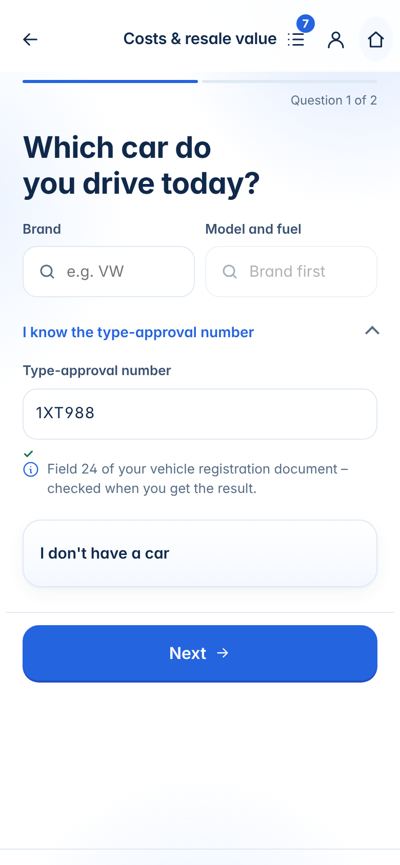 7
Costs & resale value
Question 1 of 2
Which car do
you drive today?
Brand
Model and fuel
e.g. VW
Brand first
I know the type-approval number
Type-approval number
1XT988
Field 24 of your vehicle registration document –
checked when you get the result.
I don't have a car
Next